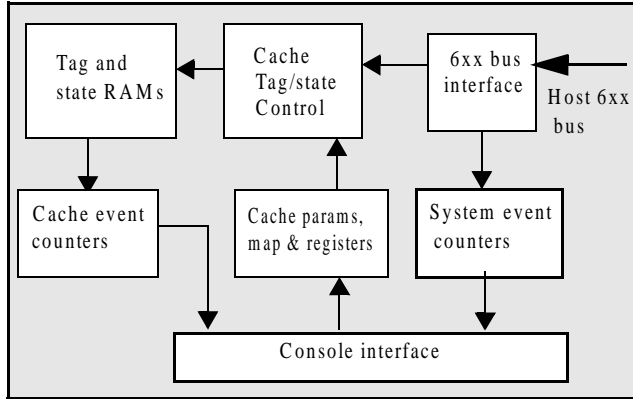 Tag and
state RAMs
Cache
Tag/state
Control
6xx bus
interface
Host 6xx
bus
Cache event
counters
Cache params,
map & registers
System event
counters
Console interface